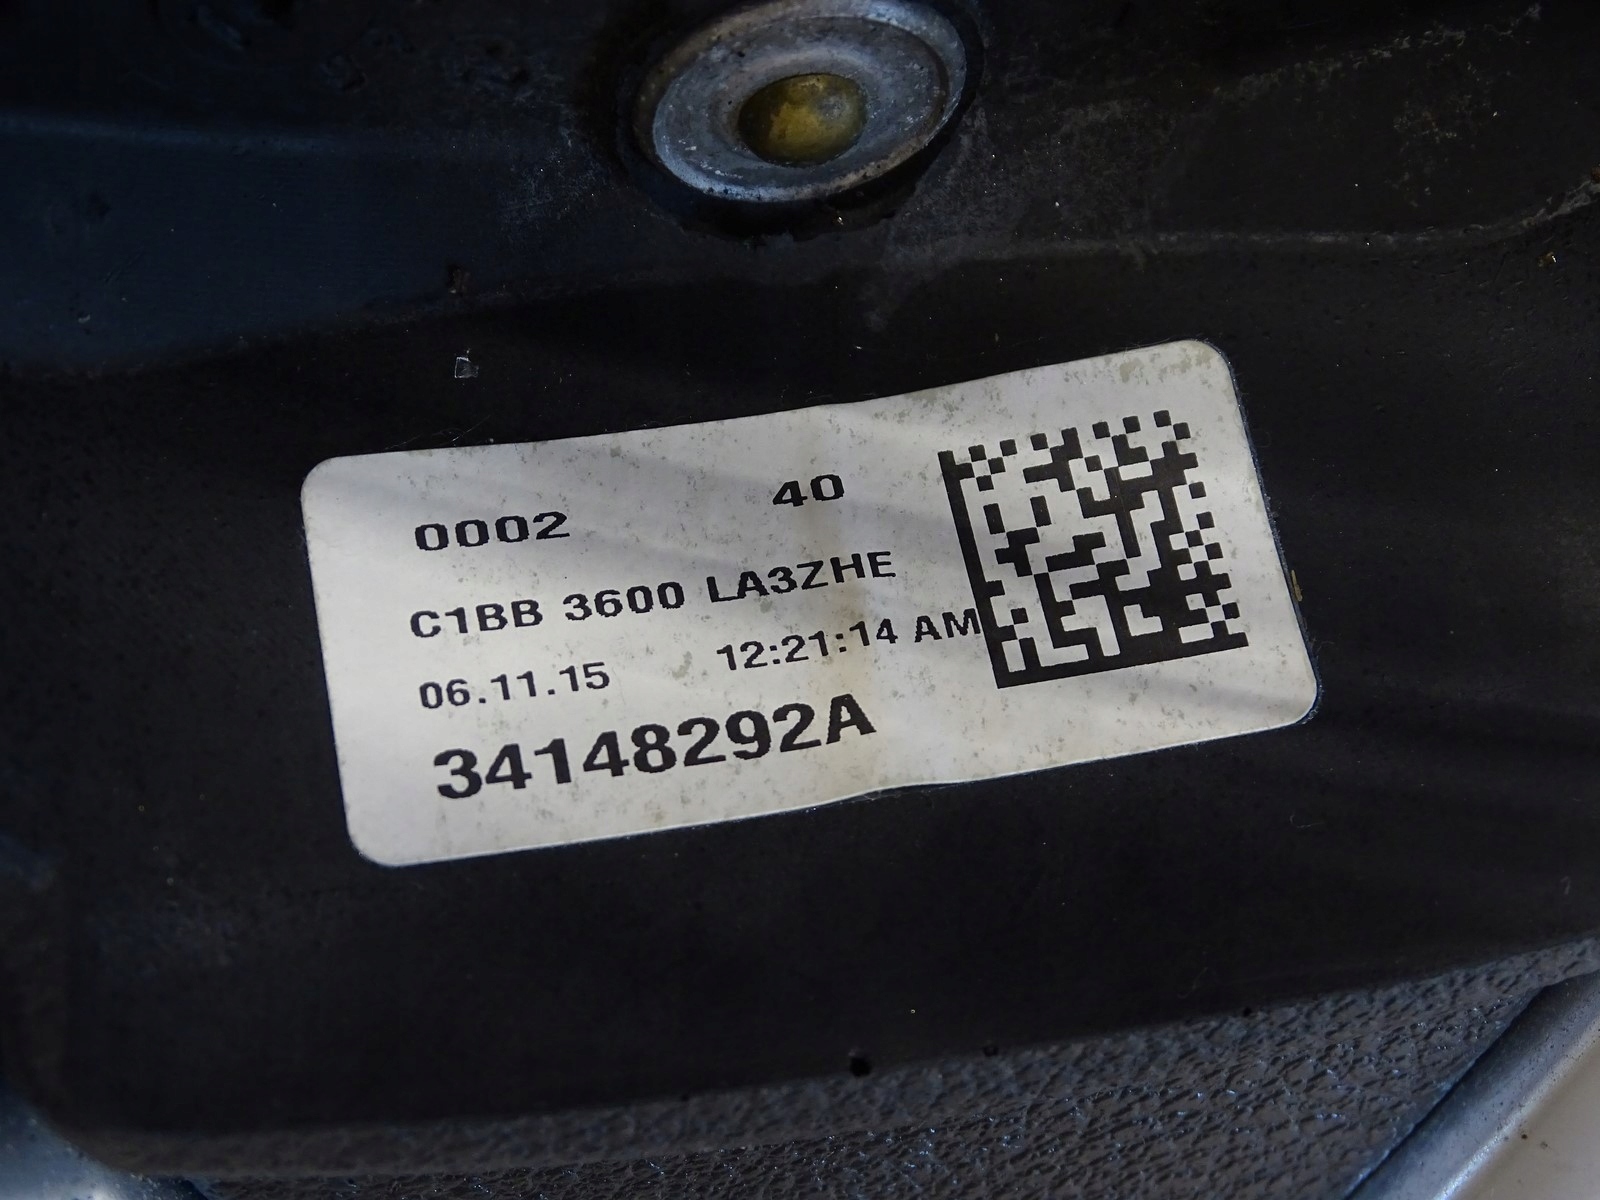 0002 40
C1BB 3600 LA3ZHE
06.11.15 12:21:14 AM
34148292A